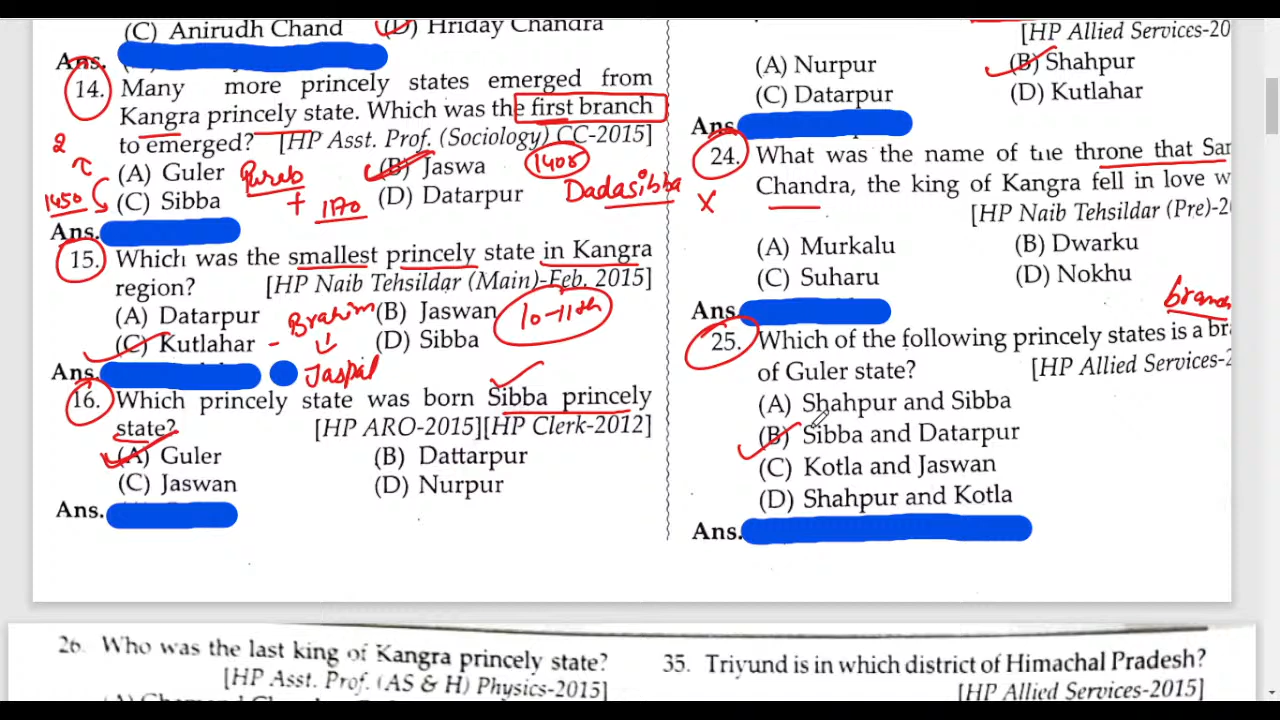 (C) Anirudh Chand (D) Hriday Chandra
Ans.
14. Many more princely states emerged from
Kangra princely state. Which was the first branch
to emerged? [HP Asst. Prof. (Sociology) CC-2015]
2
(A) Guler (B) Jaswa
1408
1450
(C) Sibba (D) Datarpur
+ 1170
Dadasibba
Ans.
15. Which was the smallest princely state in Kangra
region? [HP Naib Tehsildar (Main)-Feb. 2015]
(A) Datarpur (B) Jaswan
10-11th
(C) Kutlahar - (D) Sibba
Jaspal
Ans.
16. Which princely state was born Sibba princely
state? [HP ARO-2015][HP Clerk-2012]
(A) Guler (B) Dattarpur
(C) Jaswan (D) Nurpur
Ans.
[HP Allied Services-20
(A) Nurpur (B) Shahpur
(C) Datarpur (D) Kutlahar
Ans.
24. What was the name of the throne that Sar
Chandra, the king of Kangra fell in love w
X
[HP Naib Tehsildar (Pre)-2
(A) Murkalu (B) Dwarku
(C) Suharu (D) Nokhu
Ans.
branch
25. Which of the following princely states is a br
of Guler state? [HP Allied Services-2
(A) Shahpur and Sibba
(B) Sibba and Datarpur
(C) Kotla and Jaswan
(D) Shahpur and Kotla
Ans.
26. Who was the last king of Kangra princely state?
[HP Asst. Prof. (AS & H) Physics-2015]
35. Triyund is in which district of Himachal Pradesh?
[HP Allied Services-2015]